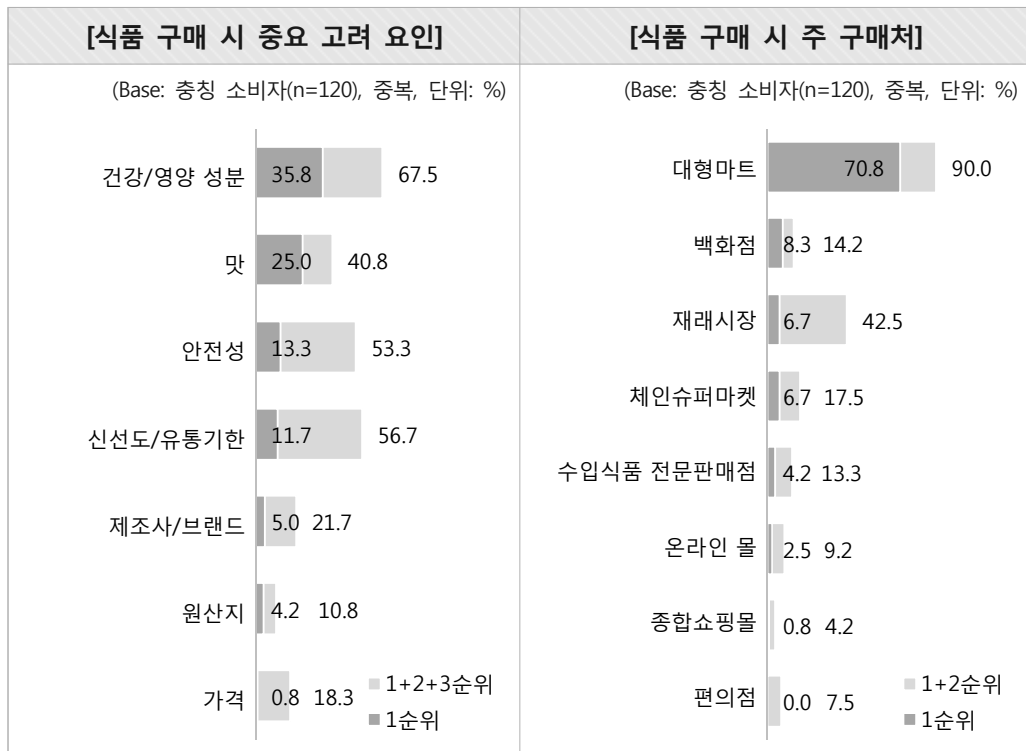 [식품 구매 시 중요 고려 요인]
(Base: 충칭 소비자(n=120), 중복, 단위: %)
건강/영양 성분 35.8 67.5
맛 25.0 40.8
안전성 13.3 53.3
신선도/유통기한 11.7 56.7
제조사/브랜드 5.0 21.7
원산지 4.2 10.8
가격 0.8 18.3
1+2+3순위
1순위
[식품 구매 시 주 구매처]
(Base: 충칭 소비자(n=120), 중복, 단위: %)
대형마트 70.8 90.0
백화점 8.3 14.2
재래시장 6.7 42.5
체인슈퍼마켓 6.7 17.5
수입식품 전문판매점 4.2 13.3
온라인 몰 2.5 9.2
종합쇼핑몰 0.8 4.2
편의점 0.0 7.5
1+2순위
1순위